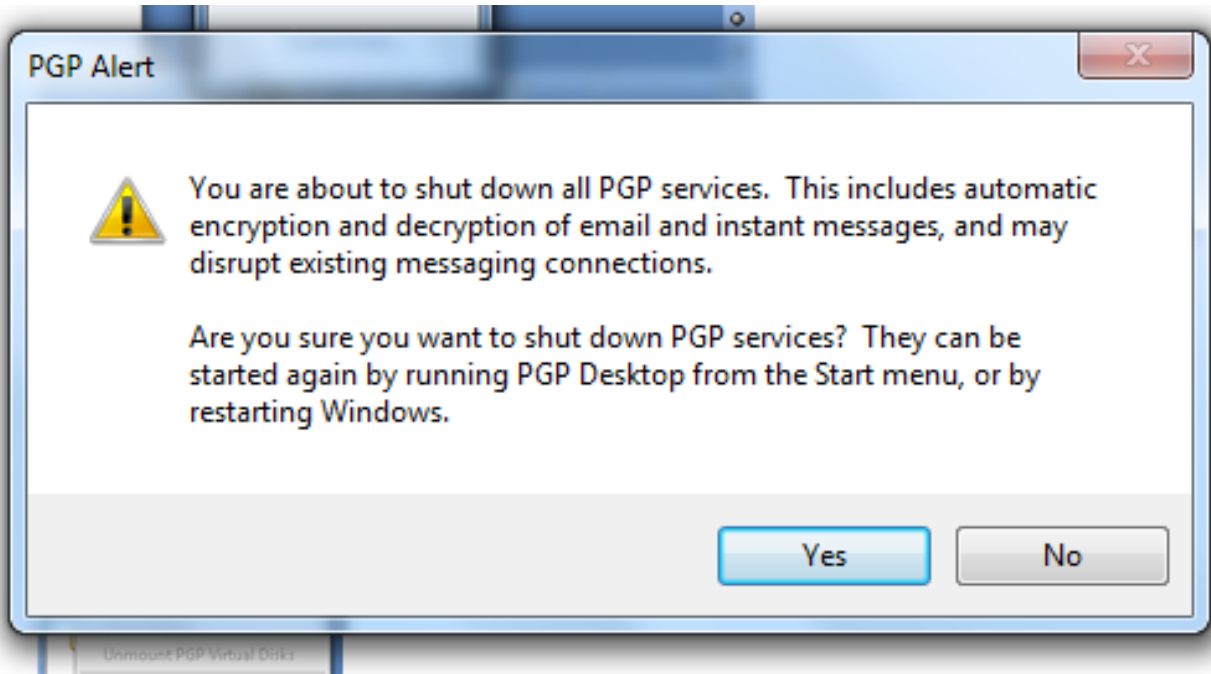 PGP Alert
You are about to shut down all PGP services.  This includes automatic
encryption and decryption of email and instant messages, and may
disrupt existing messaging connections.
Are you sure you want to shut down PGP services?  They can be
started again by running PGP Desktop from the Start menu, or by
restarting Windows.
Yes
No
Unmount PGP Virtual Disks